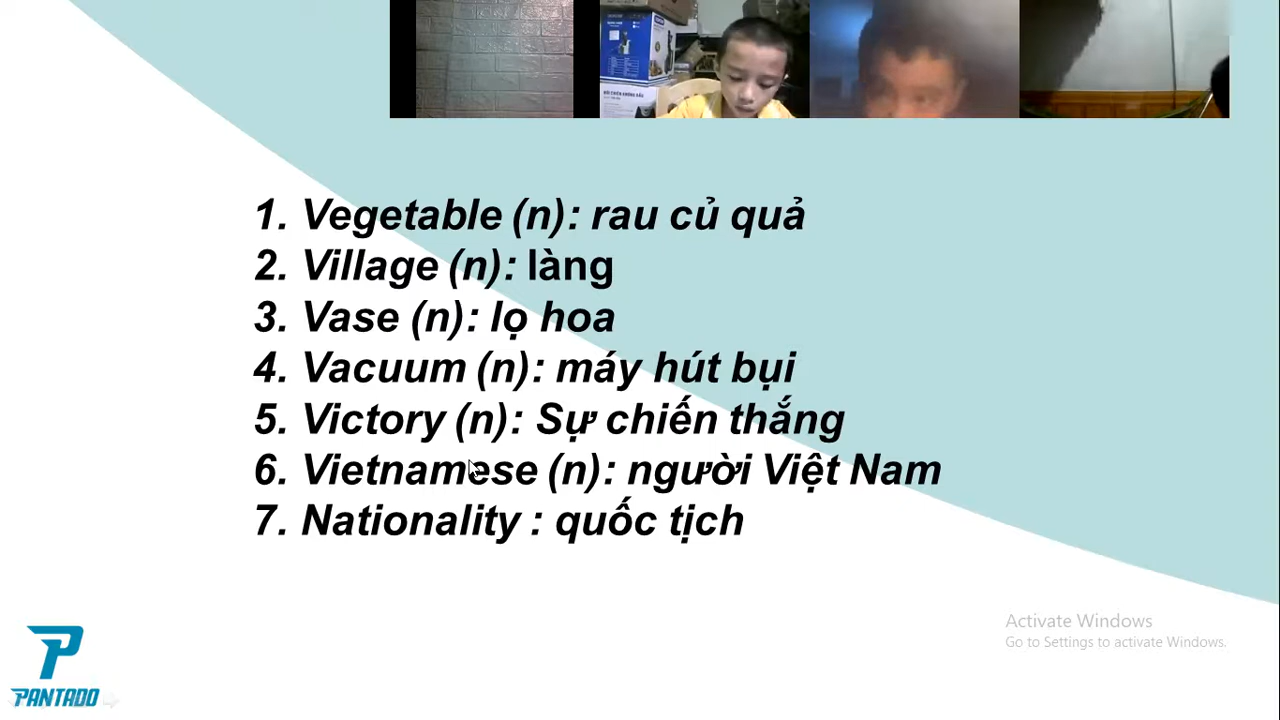 1. Vegetable (n): rau củ quả
2. Village (n): làng
3. Vase (n): lọ hoa
4. Vacuum (n): máy hút bụi
5. Victory (n): Sự chiến thắng
6. Vietnamese (n): người Việt Nam
7. Nationality : quốc tịch
Activate Windows
Go to Settings to activate Windows.
PANTADO